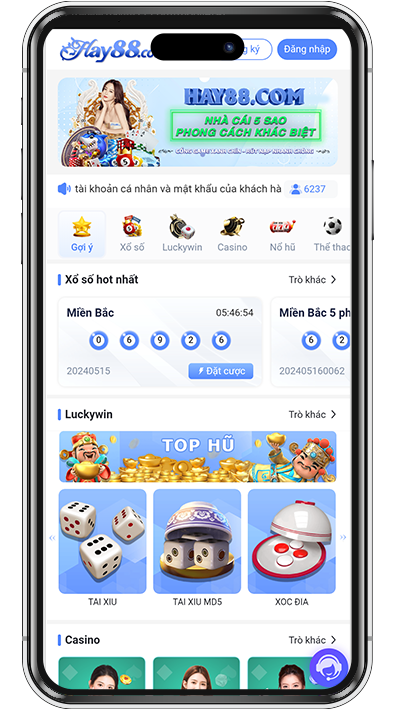 Hay88.co
ng ký
Đăng nhập
HAY88.COM
NHÀ CÁI 5 SAO
PHONG CÁCH KHÁC BIỆT
tài khoản cá nhân và mật khẩu của khách hà
6237
Gợi ý
Xổ số
Luckywin
Casino
Nổ hũ
Thể thao
Xổ số hot nhất
Trò khác
Miền Bắc
05:46:54
Miền Bắc 5 ph
0 6 9 2 6
6 2
20240515
Đặt cược
202405160062
Luckywin
Trò khác
TOP HŨ
TAI XIU
TAI XIU MD5
XOC ĐIA
Casino
Trò khác